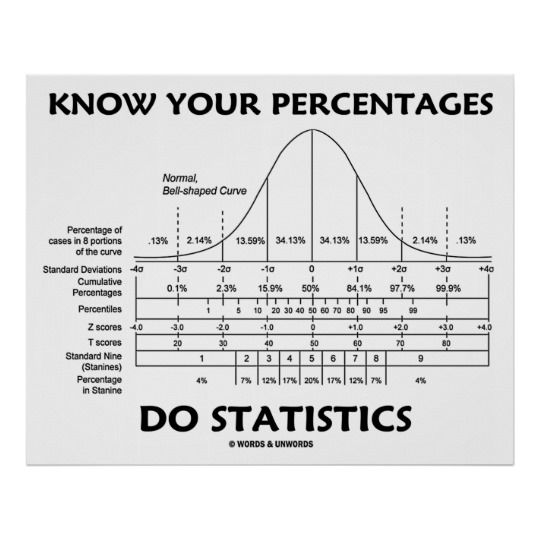 KNOW YOUR PERCENTAGES
Normal,
Bell-shaped Curve
Percentage of
cases in 8 portions
of the curve
.13% 2.14% 13.59% 34.13% 34.13% 13.59% 2.14% .13%
Standard Deviations -4σ -3σ -2σ -1σ 0 +1σ +2σ +3σ +4σ
Cumulative
Percentages 0.1% 2.3% 15.9% 50% 84.1% 97.7% 99.9%
Percentiles 1 5 10 20 30 40 50 60 70 80 90 95 99
Z scores -4.0 -3.0 -2.0 -1.0 0 +1.0 +2.0 +3.0 +4.0
T scores 20 30 40 50 60 70 80
Standard Nine
(Stanines) 1 2 3 4 5 6 7 8 9
Percentage
in Stanine 4% 7% 12% 17% 20% 17% 12% 7% 4%
DO STATISTICS
© WORDS & UNWORDS